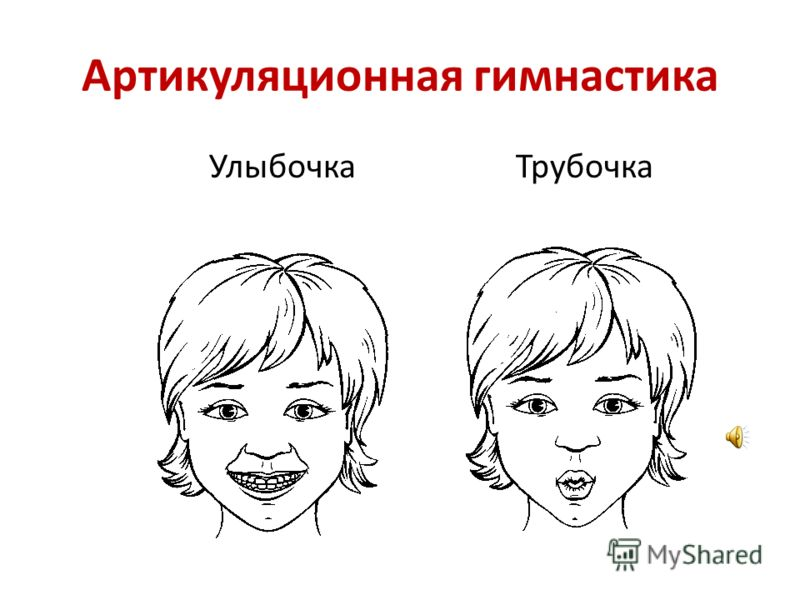 Артикуляционная гимнастика
Улыбочка Трубочка
MyShared